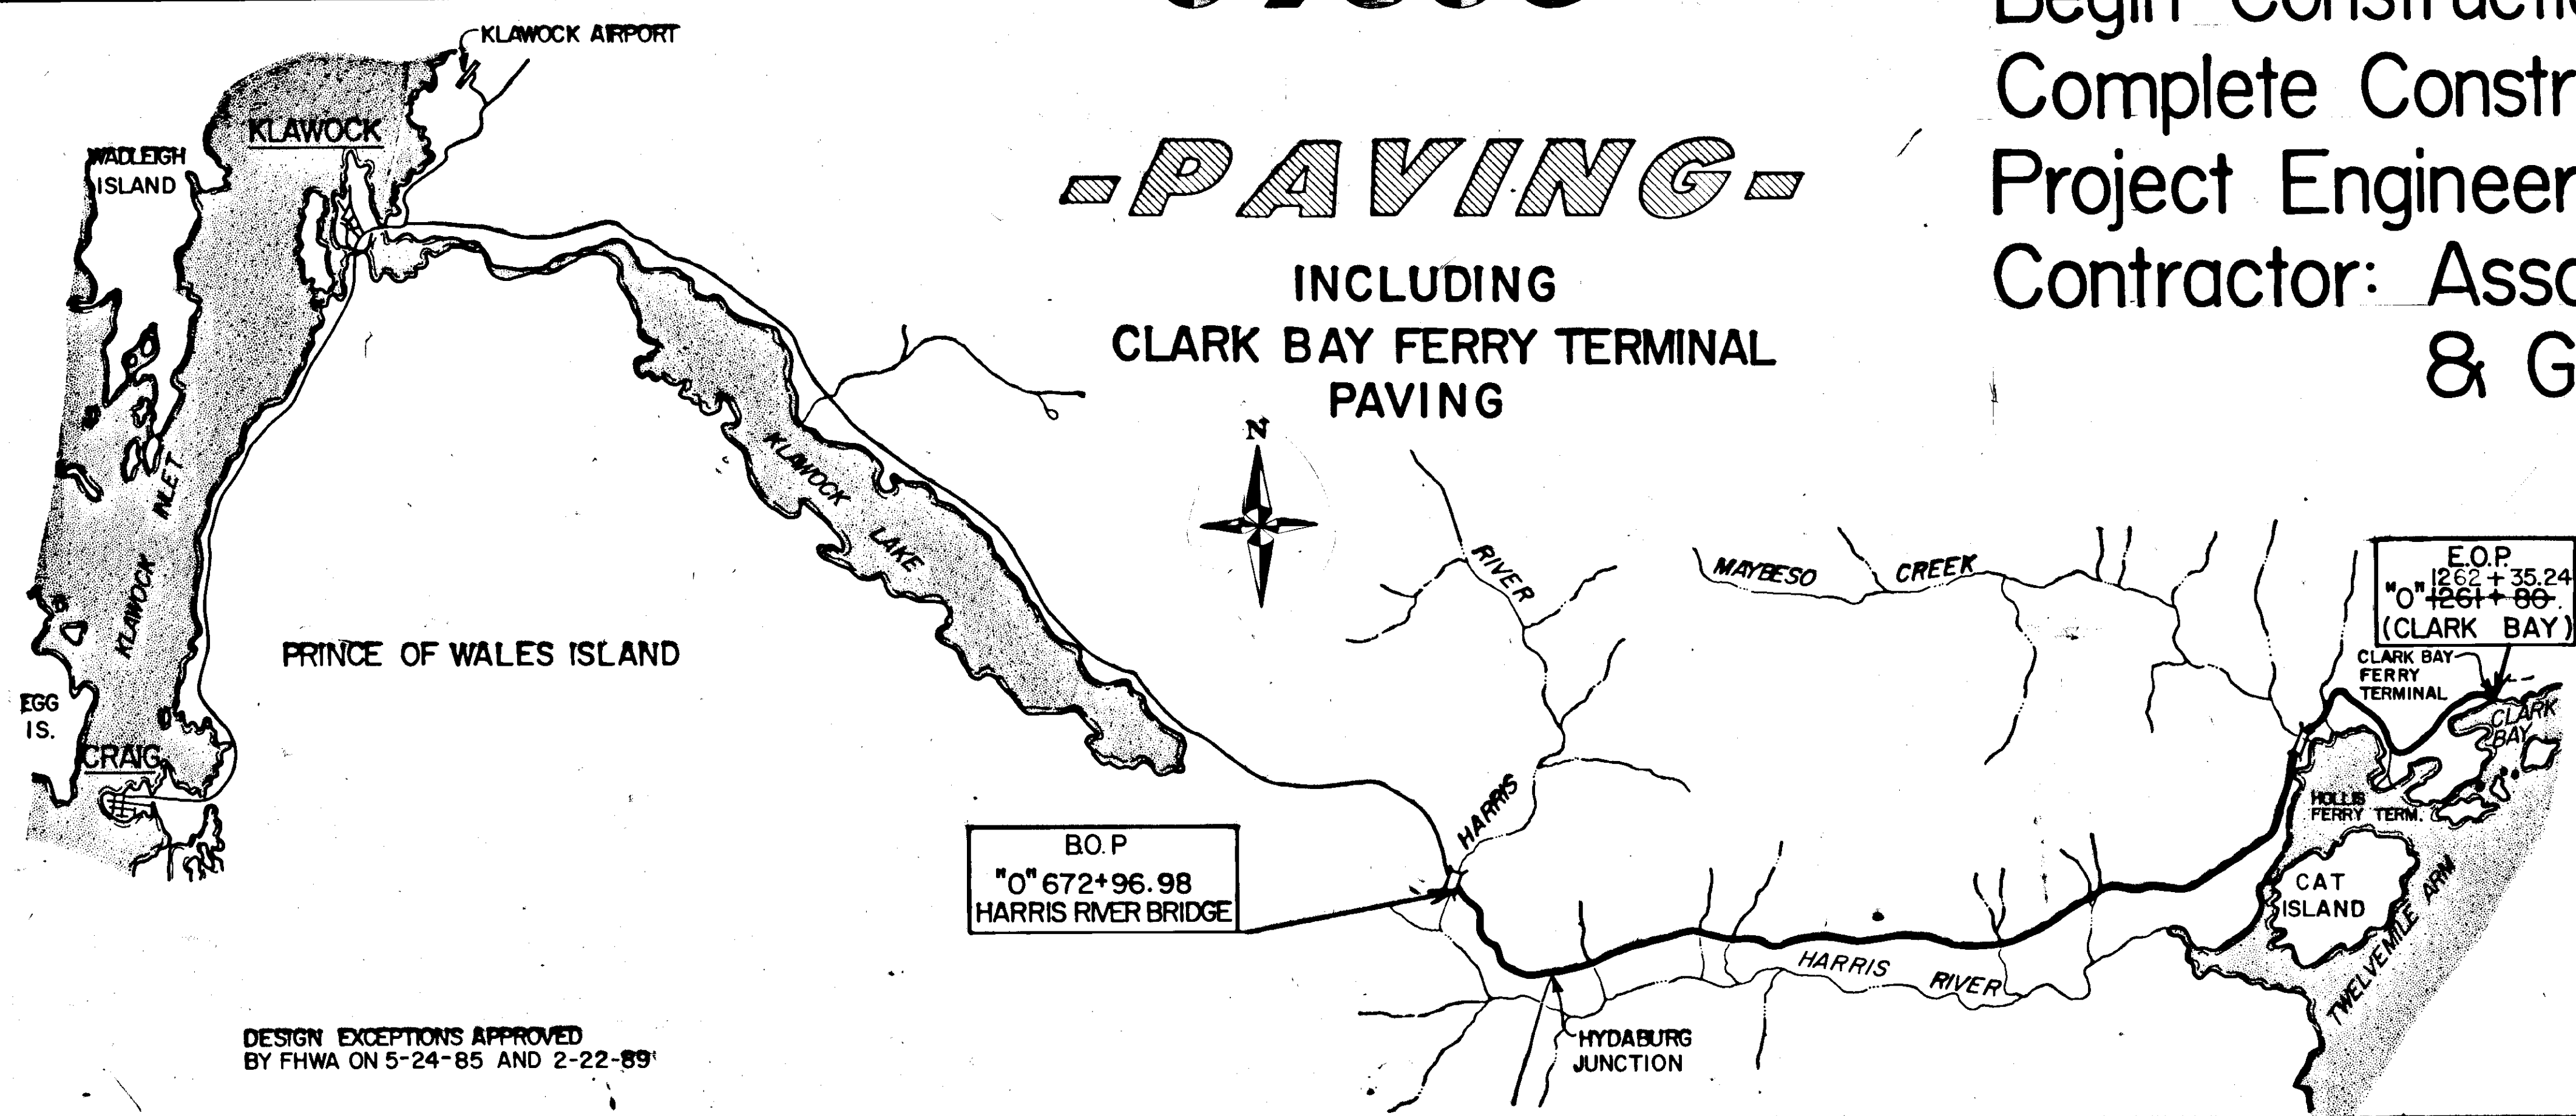 KLAWOCK AIRPORT
KLAWOCK
WADLEIGH
ISLAND
KLAWOCK INLET
EGG
IS.
CRAIG
PRINCE OF WALES ISLAND
KLAWOCK LAKE
-PAVING-
INCLUDING
CLARK BAY FERRY TERMINAL
PAVING
Complete Constr
Project Engineer
Contractor: Asso
& G
N
HARRIS RIVER
MAYBESO CREEK
E.O.P.
1262+35.24
"O" 1261+80.
(CLARK BAY)
CLARK BAY
FERRY
TERMINAL
CLARK
BAY
HOLLIS
FERRY TERM.
CAT
ISLAND
TWELVEMILE ARM
B.O.P
"O" 672+96.98
HARRIS RIVER BRIDGE
HARRIS RIVER
HYDABURG
JUNCTION
DESIGN EXCEPTIONS APPROVED
BY FHWA ON 5-24-85 AND 2-22-89